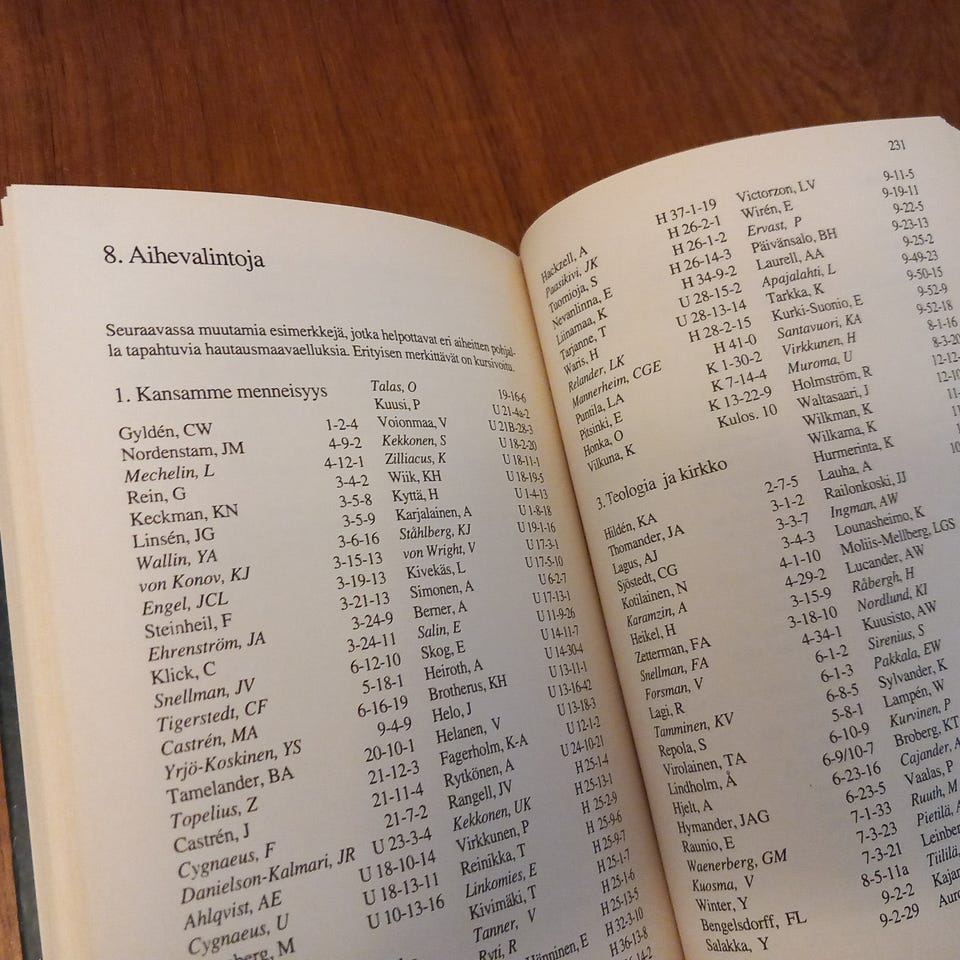 8. Aihevalintoja
Seuraavassa muutamia esimerkkejä, jotka helpottavat eri aiheitten pohjal-
la tapahtuvia hautausmaavaelluksia. Erityisen merkittävät on kursivoitu.
1. Kansamme menneisyys
Gyldén, CW 1-2-4
Nordenstam, JM 4-9-2
Mechelin, L 4-12-1
Rein, G 3-4-2
Keckman, KN 3-5-8
Linsén, JG 3-5-9
Wallin, YA 3-6-16
von Konov, KJ 3-15-13
Engel, JCL 3-19-13
Steinheil, F 3-21-13
Ehrenström, JA 3-24-9
Klick, C 3-24-11
Snellman, JV 6-12-10
Tigerstedt, CF 5-18-1
Castrén, MA 6-16-19
Yrjö-Koskinen, YS 9-4-9
Tamelander, BA 20-10-1
Topelius, Z 21-12-3
Castrén, J 21-11-4
Cygnaeus, F 21-7-2
Danielson-Kalmari, JR U 23-3-4
Ahlqvist, AE U 18-10-14
Cygnaeus, U U 18-13-11
berg, M U 10-13-16
Talas, O 19-16-6
Kuusi, P U 21-4a-2
Voionmaa, V U 21B-28-3
Kekkonen, S U 18-2-20
Zilliacus, K U 18-11-1
Wiik, KH U 18-19-5
Kyttä, H U 1-4-13
Karjalainen, A U 1-8-18
Ståhlberg, KJ U 19-1-16
von Wright, V U 17-3-1
Kivekäs, L U 17-5-10
Simonen, A U 6-2-7
Berner, A U 17-13-1
Salin, E U 11-9-26
Skog, E U 14-11-7
Heiroth, A U 14-30-4
Brotherus, KH U 13-11-1
Helo, J U 13-16-42
Helanen, V U 13-18-3
Fagerholm, K-A U 12-1-2
Rytkönen, A U 24-10-21
Rangell, JV H 25-1-4
Kekkonen, UK H 25-13-1
Virkkunen, P H 25-2-9
Reinikka, T H 25-9-6
Linkomies, E H 25-9-7
Kivimäki, T H 25-1-7
Tanner, V H 25-1-6
Ryti, R H 25-13-5
Hänninen, E H 32-3-10
H 36-13-8
231
Hackzell, A H 37-1-19
Paasikivi, JK H 26-2-1
Tuomioja, S H 26-1-2
Nevanlinna, E H 26-14-3
Liinamaa, K H 34-9-2
Tarjanne, T U 28-15-2
Waris, H U 28-13-14
Relander, LK H 28-2-15
Mannerheim, CGE H 41-0
Puntila, LA K 1-30-2
Pitsinki, E K 7-14-4
Honka, O K 13-22-9
Vilkuna, K Kulos. 10
3. Teologia ja kirkko
Hildén, KA 2-7-5
Thomander, JA 3-1-2
Lagus, AJ 3-3-7
Sjöstedt, CG 3-4-3
Kotilainen, N 4-1-10
Karamzin, A 4-29-2
Heikel, H 3-15-9
Zetterman, FA 3-18-10
Snellman, FA 4-34-1
Forsman, V 6-1-2
Lagi, R 6-1-3
Tamminen, KV 6-8-5
Repola, S 5-8-1
Virolainen, TA 6-10-9
Lindholm, Å 6-9/10-7
Hjelt, A 6-23-16
Hymander, JAG 6-23-5
Raunio, E 7-1-33
Waenerberg, GM 7-3-23
Kuosma, V 7-3-21
Winter, Y 8-5-11a
Bengelsdorff, FL 9-2-2
Salakka, Y 9-2-29
Victorzon, LV 9-11-5
Wirén, E 9-19-11
Ervast, P 9-22-5
Päivänsalo, BH 9-23-13
Laurell, AA 9-25-2
Apajalahti, L 9-49-23
Tarkka, K 9-50-15
Kurki-Suonio, E 9-52-9
Santavuori, KA 9-52-18
Virkkunen, H 8-1-16
Muroma, U 8-3-20
Holmström, R 12-12-
Waltasaari, J 12-10
Wilkman, K
Wilkama, K
Hurmerinta, K
Lauha, A
Railonkoski, JJ
Ingman, AW
Lounasheimo, K
Moliis-Mellberg, LGS
Lucander, AW
Råbergh, H
Nordlund, KJ
Kuusisto, AW
Sirenius, S
Pakkala, EW
Sylvander, K
Lampén, W
Kurvinen, P
Broberg, KT
Cajander, A
Vaalas, P
Ruuth, M
Pietilä, A
Leinber
Tiililä,
Kajan
Auro